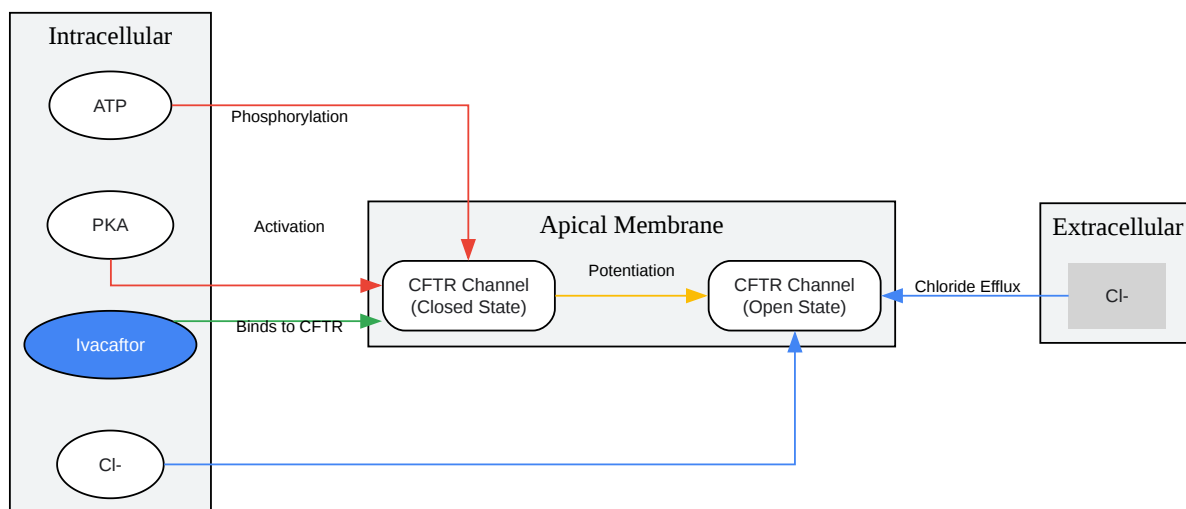 Intracellular
ATP
Phosphorylation
PKA
Activation
Apical Membrane
Extracellular
CFTR Channel
(Closed State)
Potentiation
CFTR Channel
(Open State)
Chloride Efflux
Cl-
Binds to CFTR
Ivacaftor
Cl-